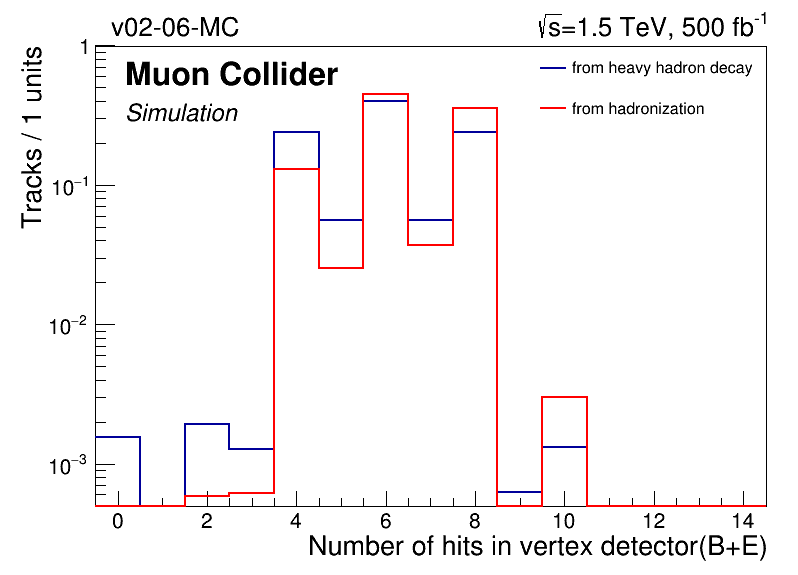 v02-06-MC
√s=1.5 TeV, 500 fb⁻¹
Muon Collider
Simulation
from heavy hadron decay
from hadronization
Tracks / 1 units
1
10⁻¹
10⁻²
10⁻³
0 2 4 6 8 10 12 14
Number of hits in vertex detector(B+E)